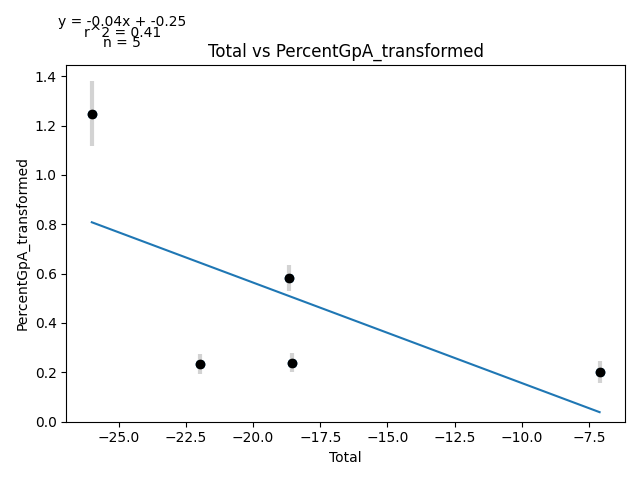 y = -0.04x + -0.25
r^2 = 0.41
n = 5
Total vs PercentGpA_transformed
PercentGpA_transformed
1.4
1.2
1.0
0.8
0.6
0.4
0.2
0.0
−25.0 −22.5 −20.0 −17.5 −15.0 −12.5 −10.0 −7.5
Total